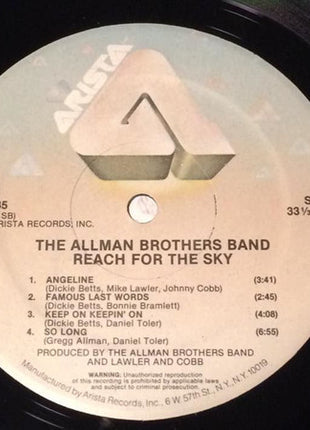 ARISTA
SB)
S
33⅓
ARISTA RECORDS, INC.
THE ALLMAN BROTHERS BAND
REACH FOR THE SKY
1. ANGELINE (3:41)
(Dickie Betts, Mike Lawler, Johnny Cobb)
2. FAMOUS LAST WORDS (2:45)
(Dickie Betts, Bonnie Bramlett)
3. KEEP ON KEEPIN' ON (4:08)
(Dickie Betts, Daniel Toler)
4. SO LONG (6:55)
(Gregg Allman, Daniel Toler)
PRODUCED BY THE ALLMAN BROTHERS BAND
AND LAWLER AND COBB
WARNING: Unauthorized reproduction
of this recording is prohibited by applicable law
and subject to criminal prosecution.
Manufactured by Arista Records, Inc., 6 W. 57th St., N.Y., N.Y. 10019